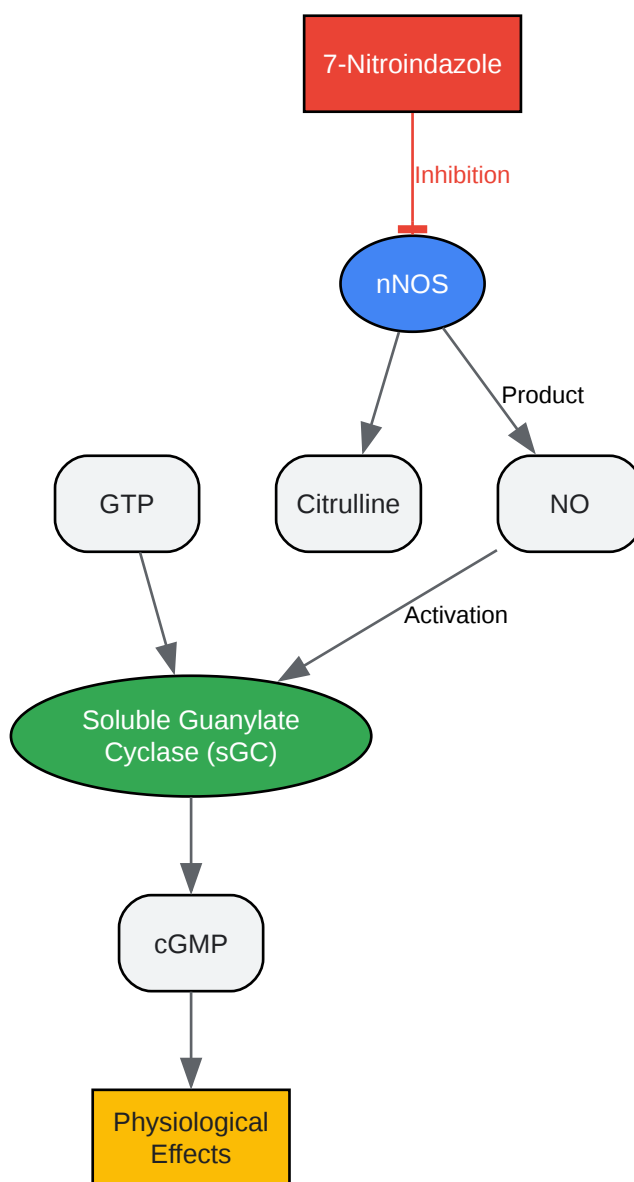 7-Nitroindazole
Inhibition
nNOS
Product
GTP
Citrulline
NO
Activation
Soluble Guanylate
Cyclase (sGC)
cGMP
Physiological
Effects